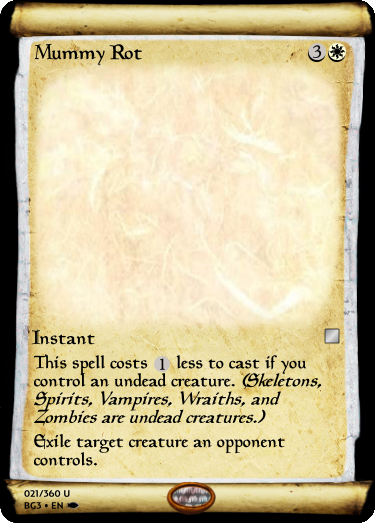 Mummy Rot 3
Instant
This spell costs 1 less to cast if you
control an undead creature. (Skeletons,
Spirits, Vampires, Wraiths, and
Zombies are undead creatures.)
Exile target creature an opponent
controls.
021/360 U
BG3 • EN